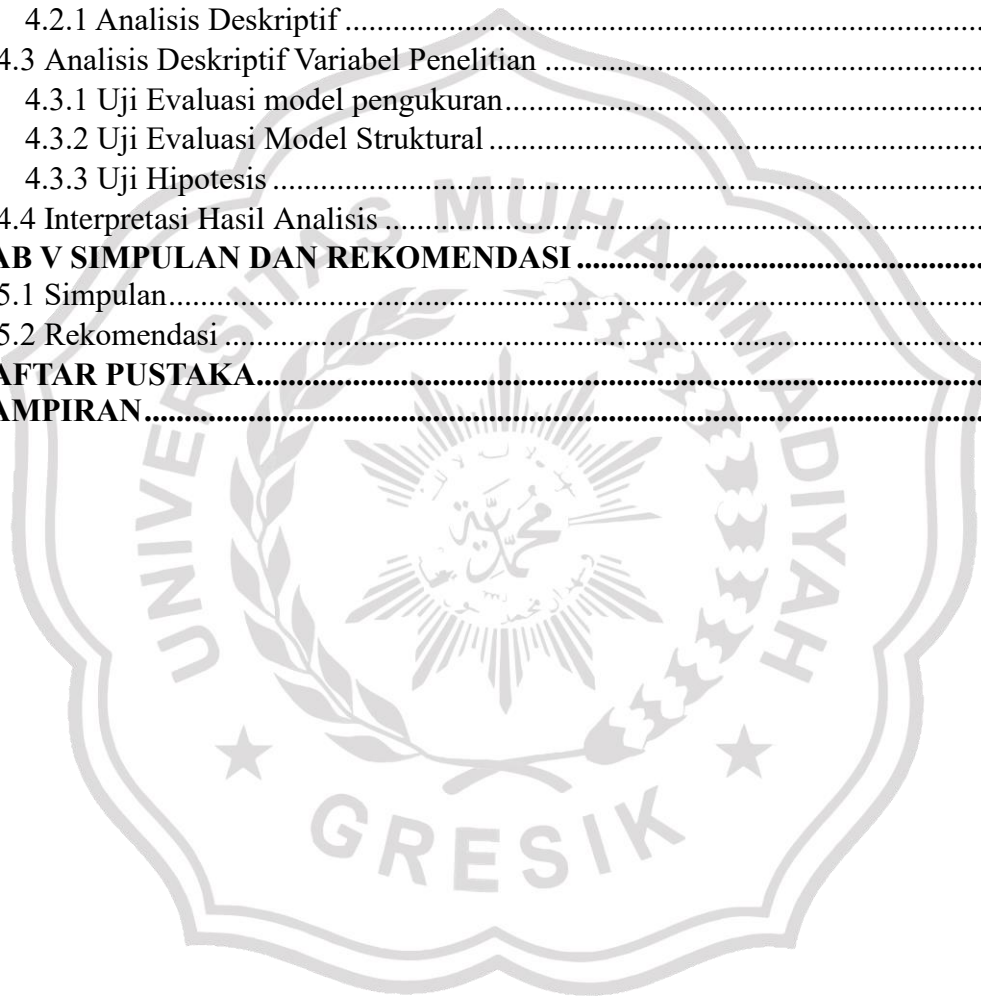 4.2.1 Analisis Deskriptif ...............................................................................
4.3 Analisis Deskriptif Variabel Penelitian .......................................................
4.3.1 Uji Evaluasi model pengukuran............................................................
4.3.2 Uji Evaluasi Model Struktural .............................................................
4.3.3 Uji Hipotesis ........................................................................................
4.4 Interpretasi Hasil Analisis ..........................................................................
AB V SIMPULAN DAN REKOMENDASI ..................................................
5.1 Simpulan.....................................................................................................
5.2 Rekomendasi ..............................................................................................
AFTAR PUSTAKA..........................................................................................
AMPIRAN........................................................................................................
UNIVERSITAS MUHAMMADIYAH
محمد
GRESIK